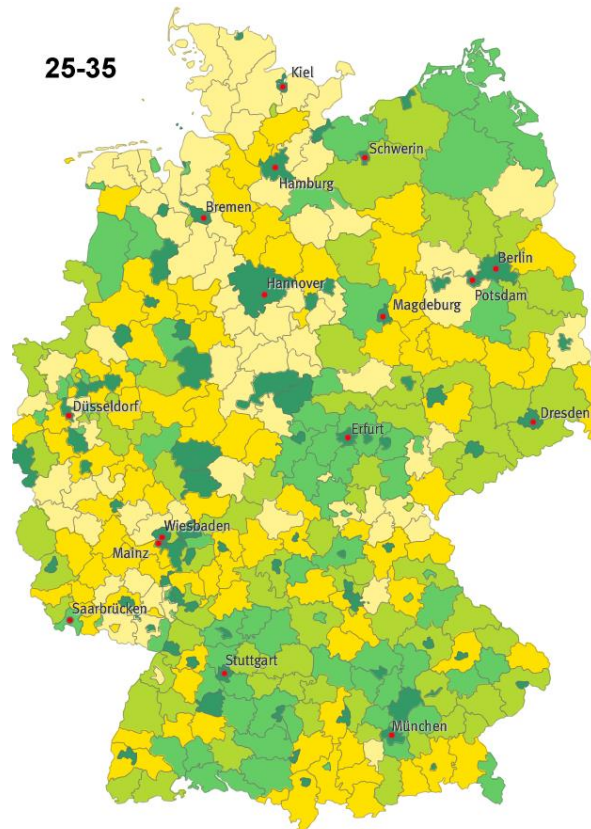 25-35
Kiel
Schwerin
Hamburg
Bremen
Berlin
Hannover
Potsdam
Magdeburg
Düsseldorf
Dresden
Erfurt
Wiesbaden
Mainz
Saarbrücken
Stuttgart
München